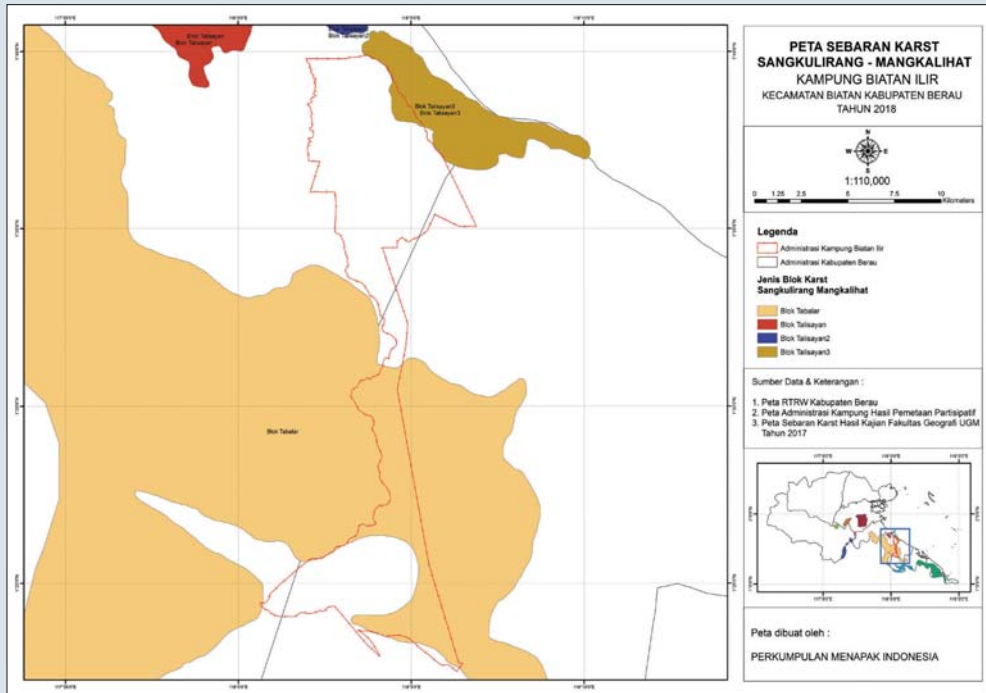 Blok Talisayan
Blok Talisayan
Blok Talisayan2
Blok Talisayan3
Blok Talisayan3
Blok Tabalar
PETA SEBARAN KARST
SANGKULIRANG - MANGKALIHAT
KAMPUNG BIATAN ILIR
KECAMATAN BIATAN KABUPATEN BERAU
TAHUN 2018
N
W E
S
1:110,000
0 1.25 2.5 5 7.5 10
Kilometers
Legenda
Administrasi Kampung Biatan Ilir
Administrasi Kabupaten Berau
Jenis Blok Karst
Sangkulirang Mangkalihat
Blok Tabalar
Blok Talisayan
Blok Talisayan2
Blok Talisayan3
Sumber Data & Keterangan :
1. Peta RTRW Kabupaten Berau
2. Peta Administrasi Kampung Hasil Pemetaan Partisipatif
3. Peta Sebaran Karst Hasil Kajian Fakultas Geografi UGM
Tahun 2017
Peta dibuat oleh :
PERKUMPULAN MENAPAK INDONESIA